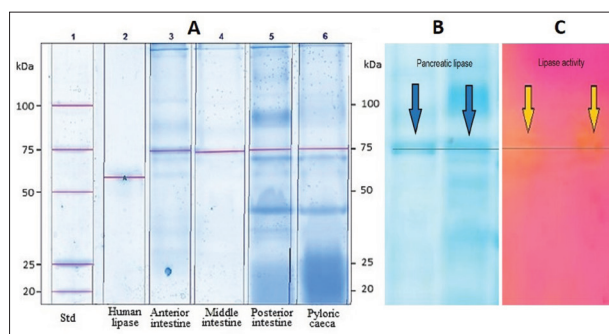 A
B
C
1 2 3 4 5 6
kDa
kDa
Pancreatic lipase
Lipase activity
100
100
75
75
75
50
50
25
25
20
20
A
Std
Human lipase
Anterior intestine
Middle intestine
Posterior intestine
Pyloric caeca